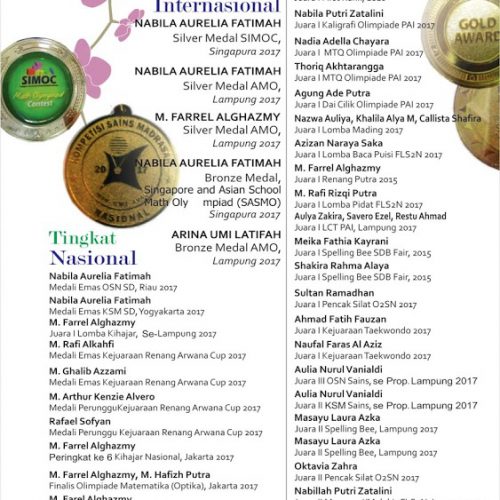 Internasional
NABILA AURELIA FATIMAH
Silver Medal SIMOC,
Singapura 2017
NABILA AURELIA FATIMAH
Silver Medal AMO,
Lampung 2017
M. FARREL ALGHAZMY
Silver Medal AMO,
Lampung 2017
NABILA AURELIA FATIMAH
Bronze Medal,
Singapore and Asian School
Math Oly mpiad (SASMO)
Singapura 2017
ARINA UMI LATIFAH
Bronze Medal AMO,
Lampung 2017
SIMOC
Math Olympiad
Contest
KOMPETISI SAINS MADRASAH
2017
NASIONAL
GOLD
AWARD
Tingkat
Nasional
Nabila Aurelia Fatimah
Medali Emas OSN SD, Riau 2017
Nabila Aurelia Fatimah
Medali Emas KSM SD, Yogyakarta 2017
M. Farrel Alghazmy
Juara I Lomba Kihajar, Se-Lampung 2017
M. Rafi Alkahfi
Medali Emas Kejuaraan Renang Arwana Cup 2017
M. Ghalib Azzami
Medali Emas Kejuaraan Renang Arwana Cup 2017
M. Arthur Kenzie Alvero
Medali PerungguKejuaraan Renang Arwana Cup 2017
Rafael Sofyan
Medali Perunggu Kejuaraan Renang Arwana Cup 2017
M. Farrel Alghazmy
Peringkat ke 6 Kihajar Nasional, Jakarta 2017
M. Farrel Alghazmy, M. Hafizh Putra
Finalis Olimpiade Matematika (Optika), Jakarta 2017
M. Farrel Alghazmy
Nabila Putri Zatalini
Juara I Kaligrafi Olimpiade PAI 2017
Nadia Adella Chayara
Juara I MTQ Olimpiade PAI 2017
Thoriq Akhtarangga
Juara I MTQ Olimpiade PAI 2017
Agung Ade Putra
Juara I Dai Cilik Olimpiade PAI 2017
Nazwa Auliya, Khalila Alya M, Callista Shafira
Juara I Lomba Mading 2017
Azizan Naraya Saka
Juara I Lomba Baca Puisi FLS2N 2017
M. Farrel Alghazmy
Juara I Renang Putra 2015
M. Rafi Rizqi Putra
Juara I Lomba Pidat FLS2N 2017
Aulya Zakira, Savero Ezel, Restu Ahmad
Juara I LCT PAI, Lampung 2017
Meika Fathia Kayrani
Juara I Spelling Bee SDB Fair, 2015
Shakira Rahma Alaya
Juara I Spelling Bee SDB Fair, 2015
Sultan Ramadhan
Juara I Pencak Silat O2SN 2017
Ahmad Fatih Fauzan
Juara I Kejuaraan Taekwondo 2017
Naufal Faras Al Aziz
Juara I Kejuaraan Taekwondo 2017
Aulia Nurul Vanialdi
Juara III OSN Sains, se Prop. Lampung 2017
Aulia Nurul Vanialdi
Juara II KSM Sains, se Prop.Lampung 2017
Masayu Laura Azka
Juara II Spelling Bee, Lampung 2017
Masayu Laura Azka
Juara II Spelling Bee, Lampung 2017
Oktavia Zahra
Juara II Pencak Silat O2SN 2017
Nabillah Putri Zatalini